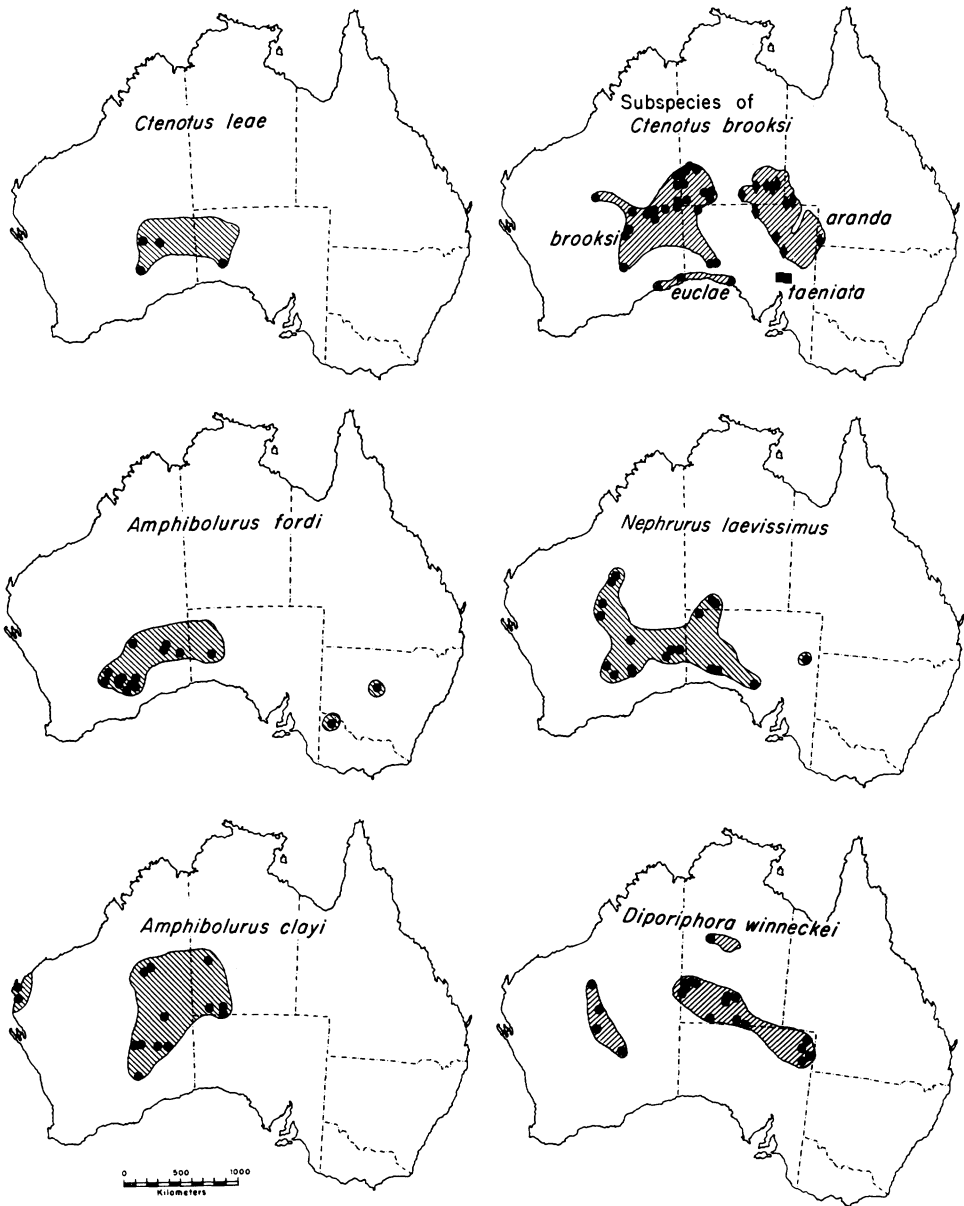 Ctenotus leae
Subspecies of
Ctenotus brooksi
brooksi
aranda
euclae
taeniata
Amphibolurus fordi
Nephrurus laevissimus
Amphibolurus clayi
Diporiphora winneckei
0 500 1000
Kilometers